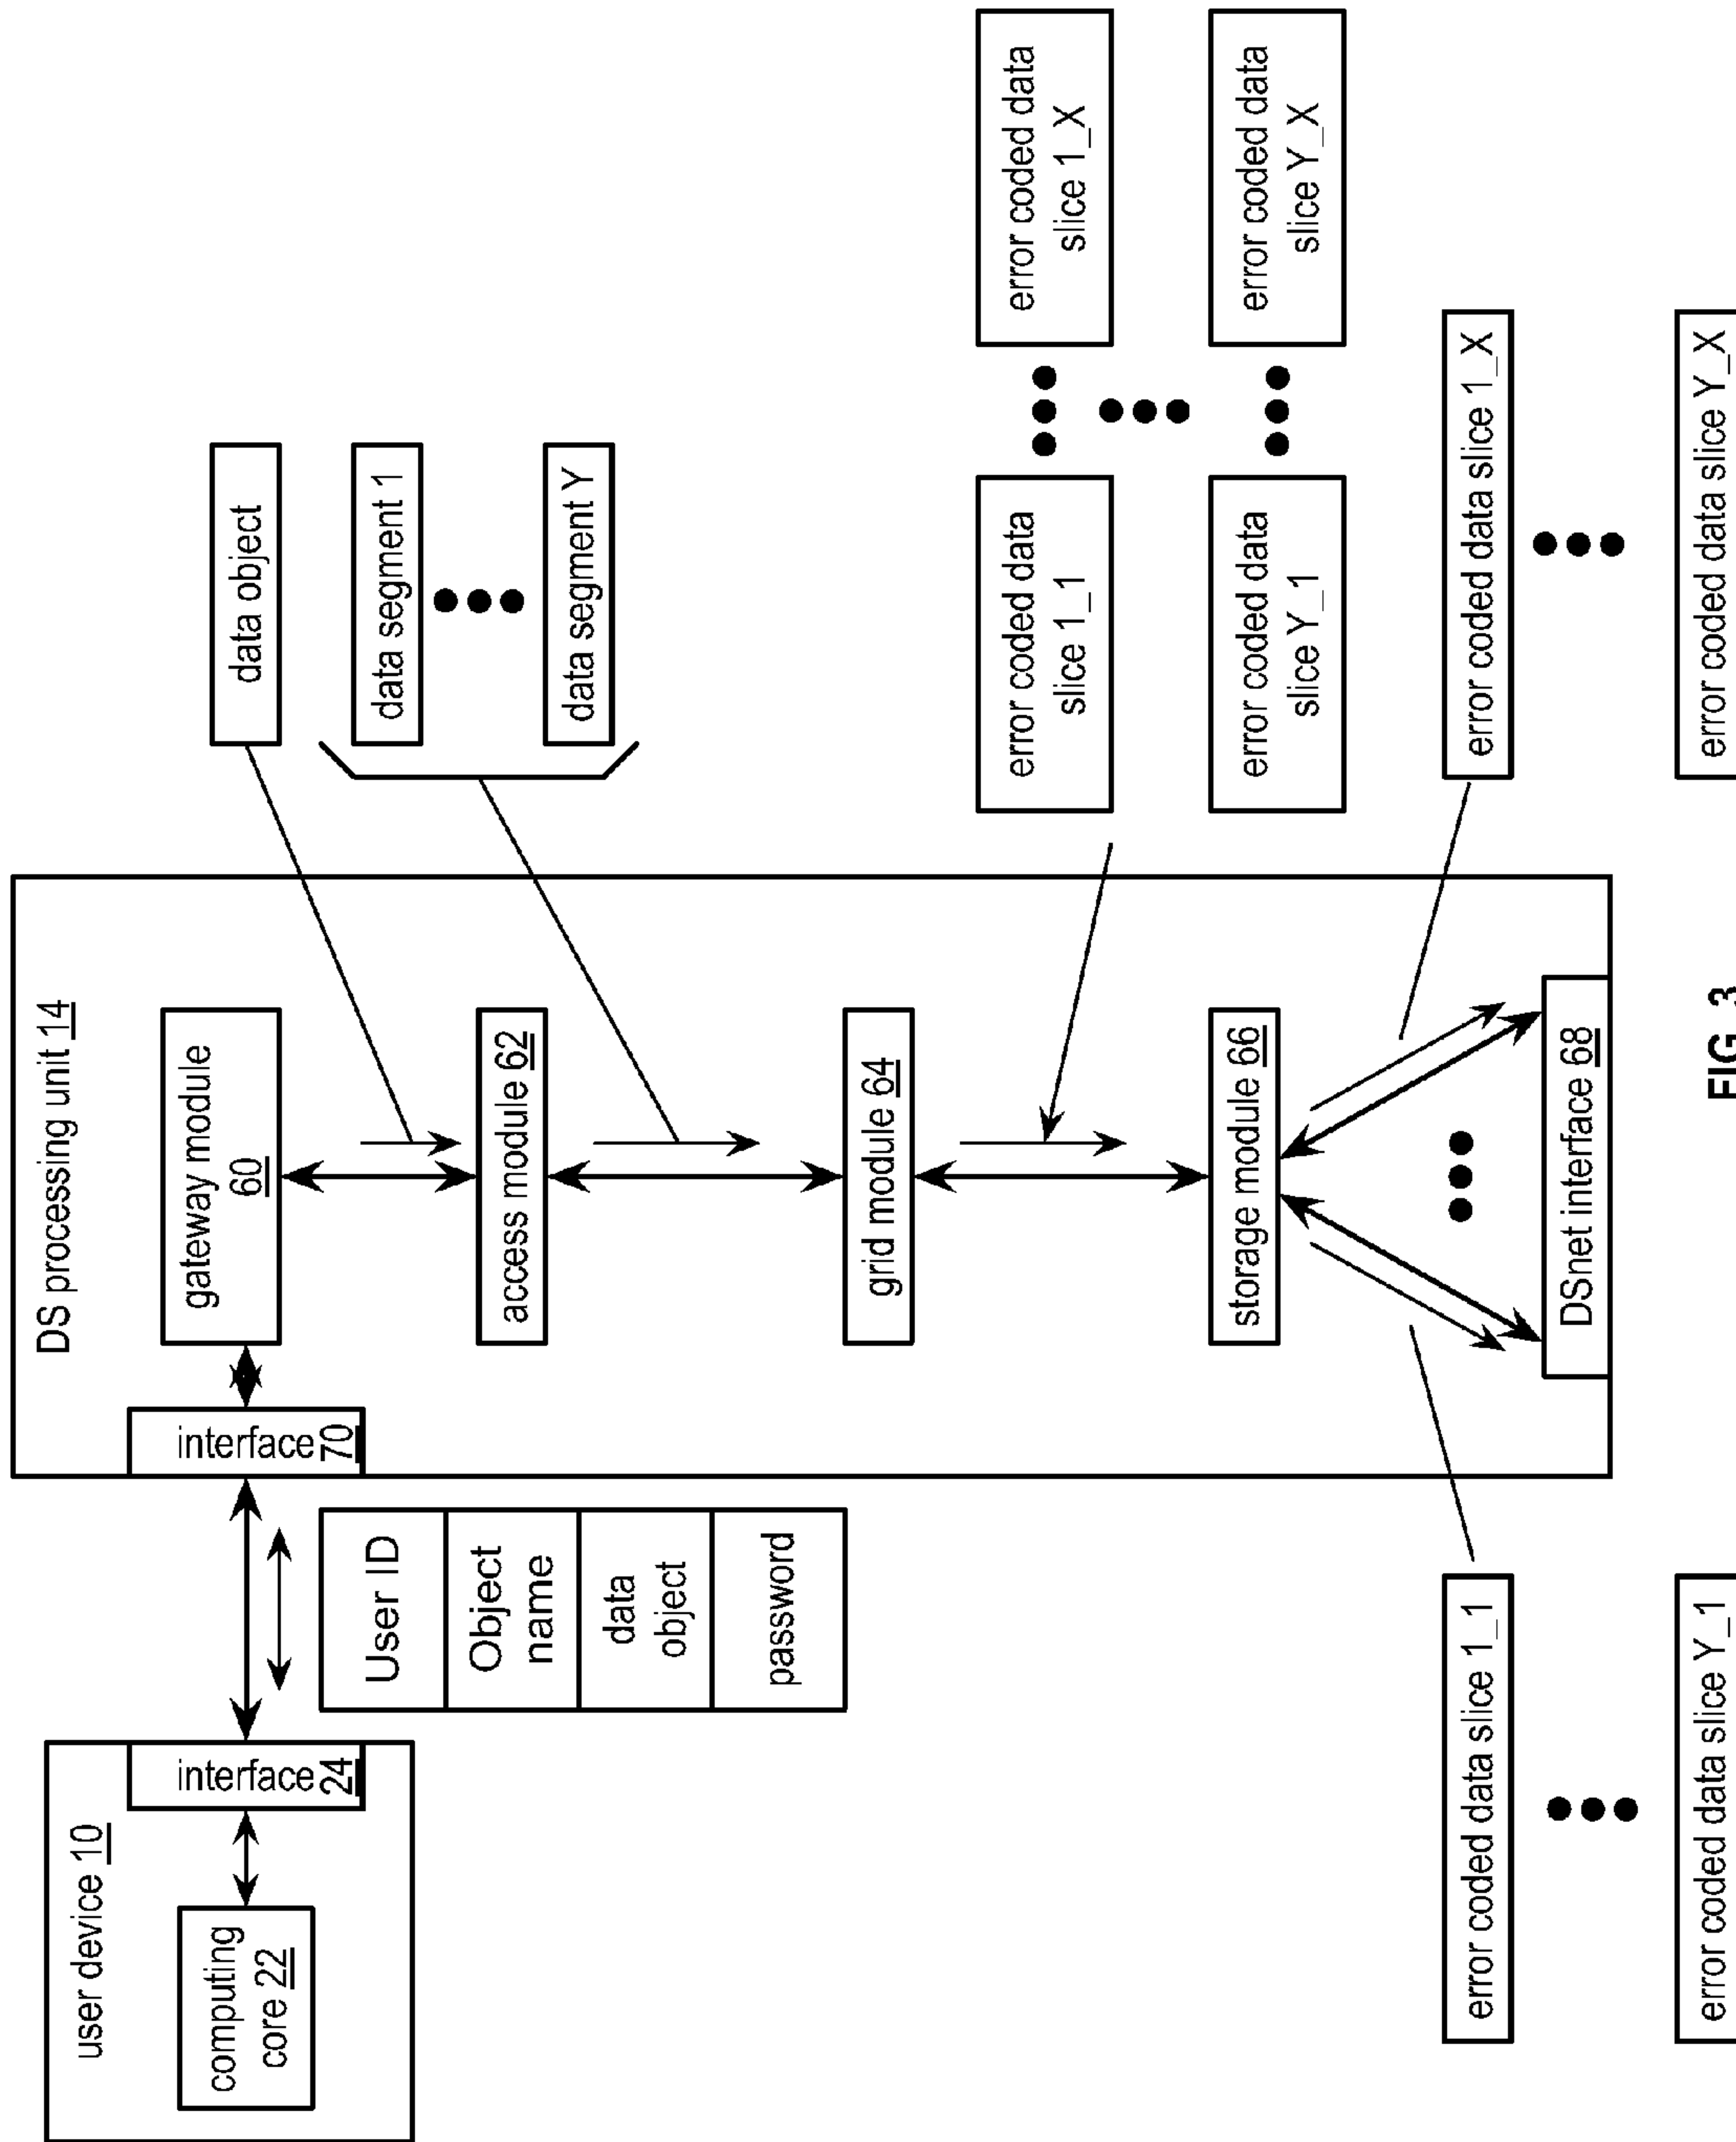 user device 10
computing
core 22
interface 24
User ID
Object
name
data
object
password
interface 70
DS processing unit 14
gateway module
60
access module 62
grid module 64
storage module 66
DSnet interface 68
data object
data segment 1
data segment Y
error coded data
slice 1_1
error coded data
slice 1_X
error coded data
slice Y_1
error coded data
slice Y_X
error coded data slice 1_1
error coded data slice Y_1
error coded data slice 1_X
error coded data slice Y_X
FIG. 3